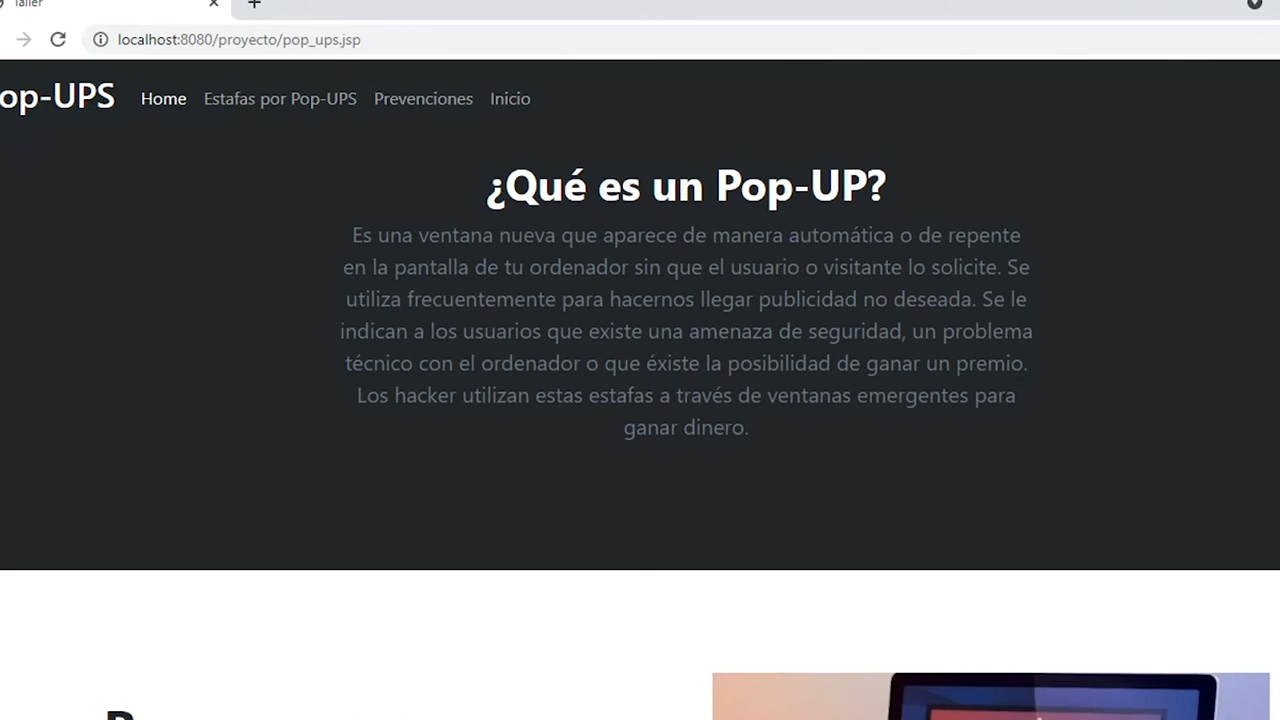 Taller
localhost:8080/proyecto/pop_ups.jsp
op-UPS Home Estafas por Pop-UPS Prevenciones Inicio
¿Qué es un Pop-UP?
Es una ventana nueva que aparece de manera automática o de repente
en la pantalla de tu ordenador sin que el usuario o visitante lo solicite. Se
utiliza frecuentemente para hacernos llegar publicidad no deseada. Se le
indican a los usuarios que existe una amenaza de seguridad, un problema
técnico con el ordenador o que éxiste la posibilidad de ganar un premio.
Los hacker utilizan estas estafas a través de ventanas emergentes para
ganar dinero.